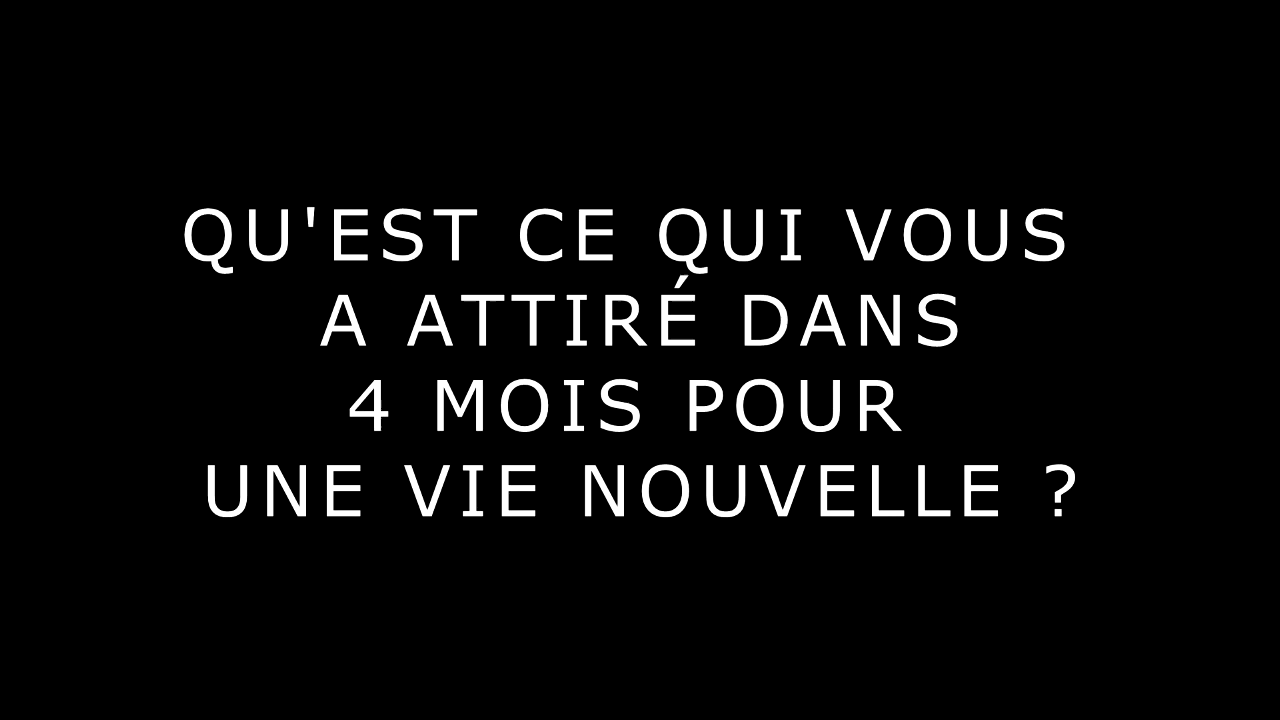 QU'EST CE QUI VOUS
A ATTIRÉ DANS
4 MOIS POUR
UNE VIE NOUVELLE ?